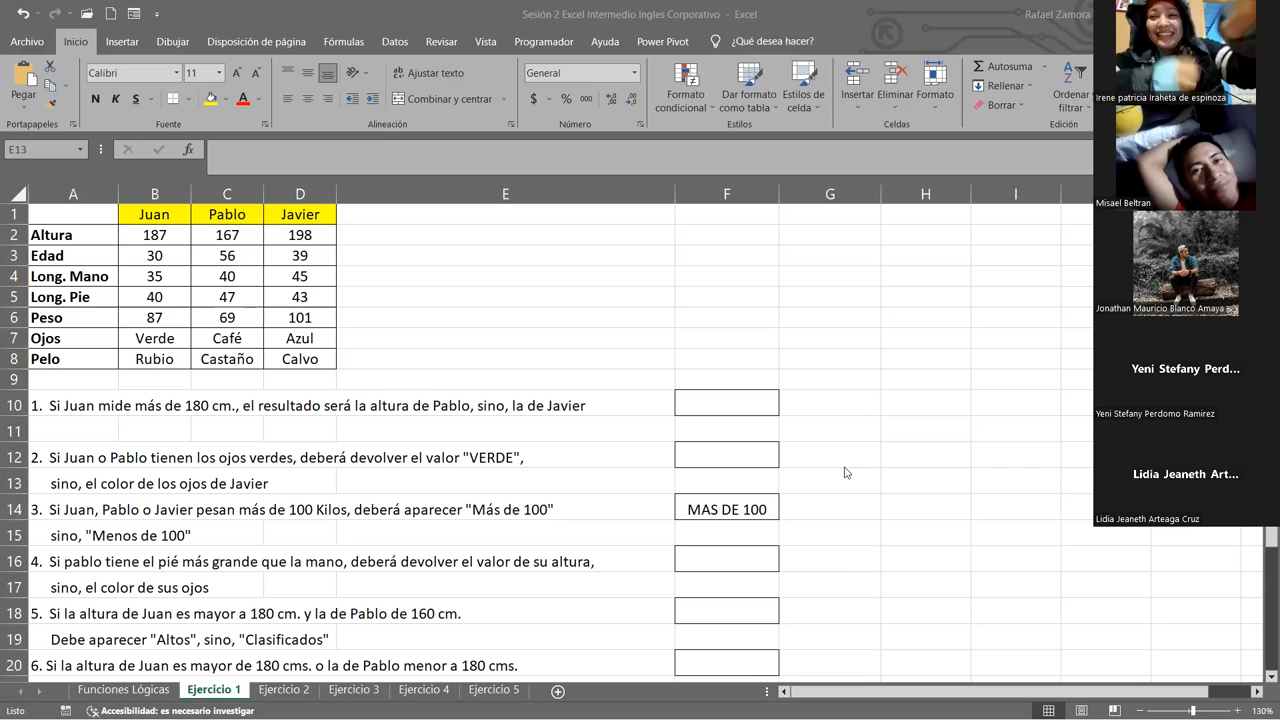 Sesión 2 Excel Intermedio Ingles Corporativo - Excel
Rafael Zamora
Archivo Inicio Insertar Dibujar Disposición de página Fórmulas Datos Revisar Vista Programador Ayuda Power Pivot ¿Qué desea hacer?
Pegar
Calibri 11
N K S
Ajustar texto
Combinar y centrar
General
$ % 000
Formato condicional
Dar formato como tabla
Estilos de celda
Insertar Eliminar Formato
Autosuma
Rellenar
Borrar
Ordenar filtrar
Portapapeles Fuente Alineación Número Estilos Celdas Edición
E13 fx
A B C D E F G H I
1 Juan Pablo Javier
2 Altura 187 167 198
3 Edad 30 56 39
4 Long. Mano 35 40 45
5 Long. Pie 40 47 43
6 Peso 87 69 101
7 Ojos Verde Café Azul
8 Pelo Rubio Castaño Calvo
9
10 1. Si Juan mide más de 180 cm., el resultado será la altura de Pablo, sino, la de Javier
11
12 2. Si Juan o Pablo tienen los ojos verdes, deberá devolver el valor "VERDE",
13 sino, el color de los ojos de Javier
14 3. Si Juan, Pablo o Javier pesan más de 100 Kilos, deberá aparecer "Más de 100" MAS DE 100
15 sino, "Menos de 100"
16 4. Si pablo tiene el pié más grande que la mano, deberá devolver el valor de su altura,
17 sino, el color de sus ojos
18 5. Si la altura de Juan es mayor a 180 cm. y la de Pablo de 160 cm.
19 Debe aparecer "Altos", sino, "Clasificados"
20 6. Si la altura de Juan es mayor de 180 cms. o la de Pablo menor a 180 cms.
Funciones Lógicas Ejercicio 1 Ejercicio 2 Ejercicio 3 Ejercicio 4 Ejercicio 5
Listo Accesibilidad: es necesario investigar 130%
Irene patricia Iraheta de espinoza
Misael Beltran
Jonathan Mauricio Blanco Amaya
Yeni Stefany Perd...
Yeni Stefany Perdomo Ramirez
Lidia Jeaneth Art...
Lidia Jeaneth Arteaga Cruz